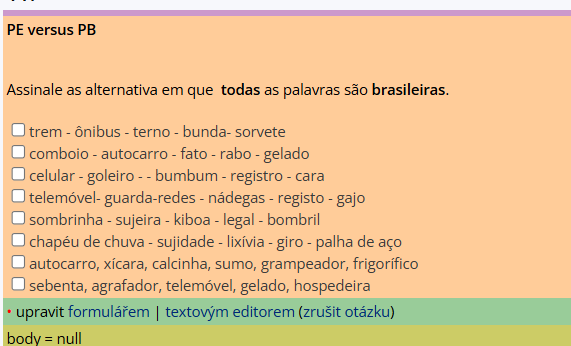 PE versus PB
Assinale as alternativa em que todas as palavras são brasileiras.
trem - ônibus - terno - bunda- sorvete
comboio - autocarro - fato - rabo - gelado
celular - goleiro - - bumbum - registro - cara
telemóvel- guarda-redes - nádegas - registo - gajo
sombrinha - sujeira - kiboa - legal - bombril
chapéu de chuva - sujidade - lixívia - giro - palha de aço
autocarro, xícara, calcinha, sumo, grampeador, frigorífico
sebenta, agrafador, telemóvel, gelado, hospedeira
• upravit formulářem | textovým editorem (zrušit otázku)
body = null